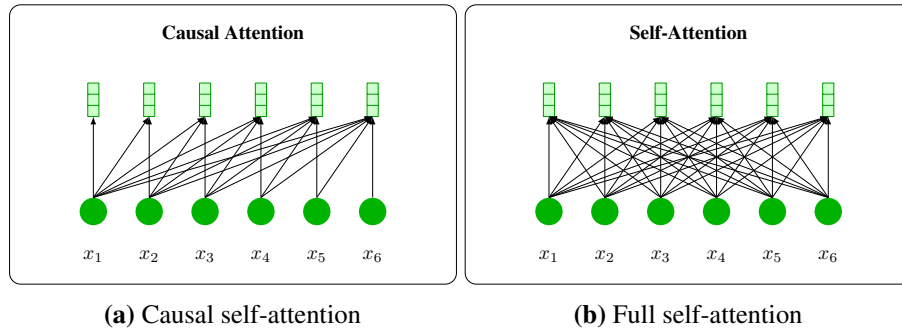 Causal Attention
x₁ x₂ x₃ x₄ x₅ x₆
(a) Causal self-attention
Self-Attention
x₁ x₂ x₃ x₄ x₅ x₆
(b) Full self-attention